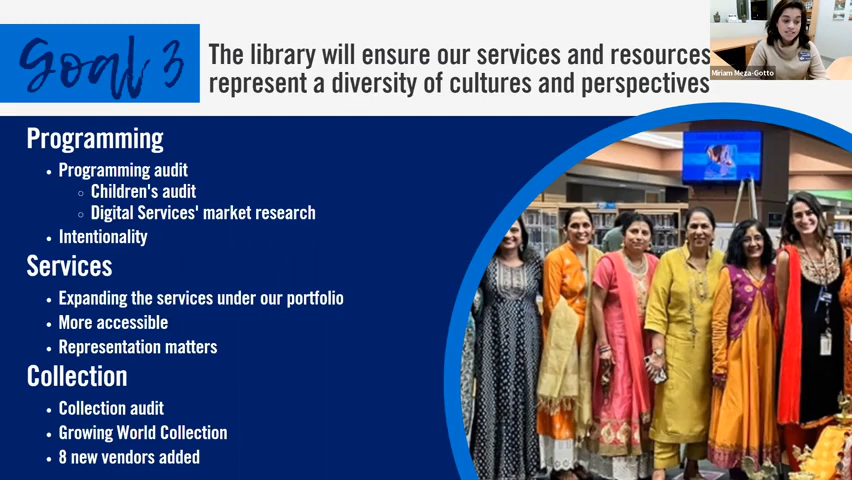 Goal 3
The library will ensure our services and resources
represent a diversity of cultures and perspectives
Miriam Meza-Gotto
Programming
Programming audit
Children's audit
Digital Services' market research
Intentionality
Services
Expanding the services under our portfolio
More accessible
Representation matters
Collection
Collection audit
Growing World Collection
8 new vendors added